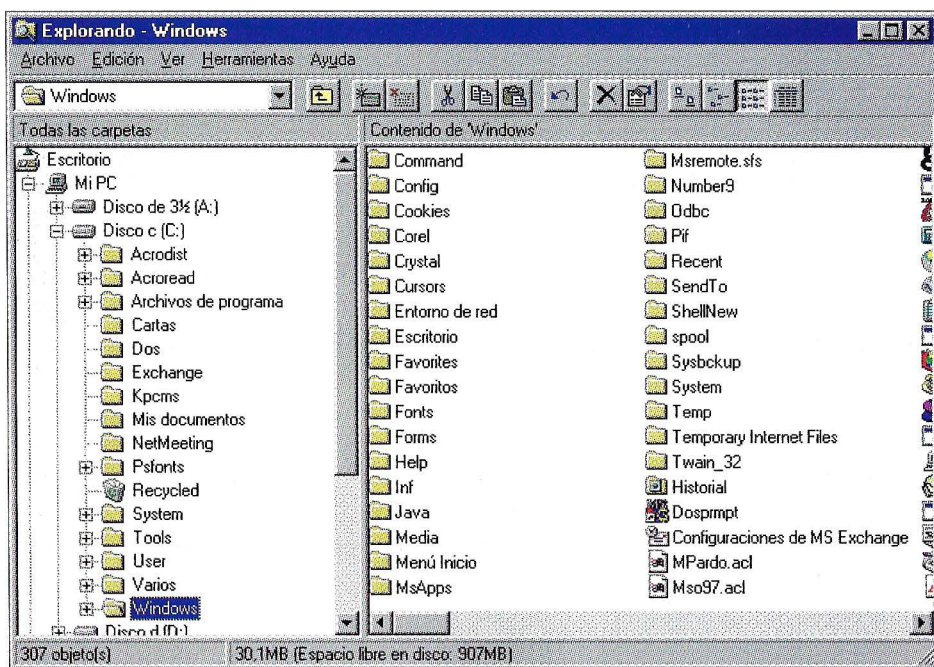 Explorando - Windows
Archivo Edición Ver Herramientas Ayuda
Windows
Todas las carpetas
Contenido de 'Windows'
Escritorio
Mi PC
Disco de 3½ (A:)
Disco c (C:)
Acrodist
Acroread
Archivos de programa
Cartas
Dos
Exchange
Kpcms
Mis documentos
NetMeeting
Psfonts
Recycled
System
Tools
User
Varios
Windows
Disco d (D:)
Command
Config
Cookies
Corel
Crystal
Cursors
Entorno de red
Escritorio
Favorites
Favoritos
Fonts
Forms
Help
Inf
Java
Media
Menú Inicio
MsApps
Msremote.sfs
Number9
Odbc
Pif
Recent
SendTo
ShellNew
spool
Sysbckup
System
Temp
Temporary Internet Files
Twain_32
Historial
Dosprmpt
Configuraciones de MS Exchange
MPardo.acl
Mso97.acl
307 objeto(s)
30,1MB (Espacio libre en disco: 907MB)